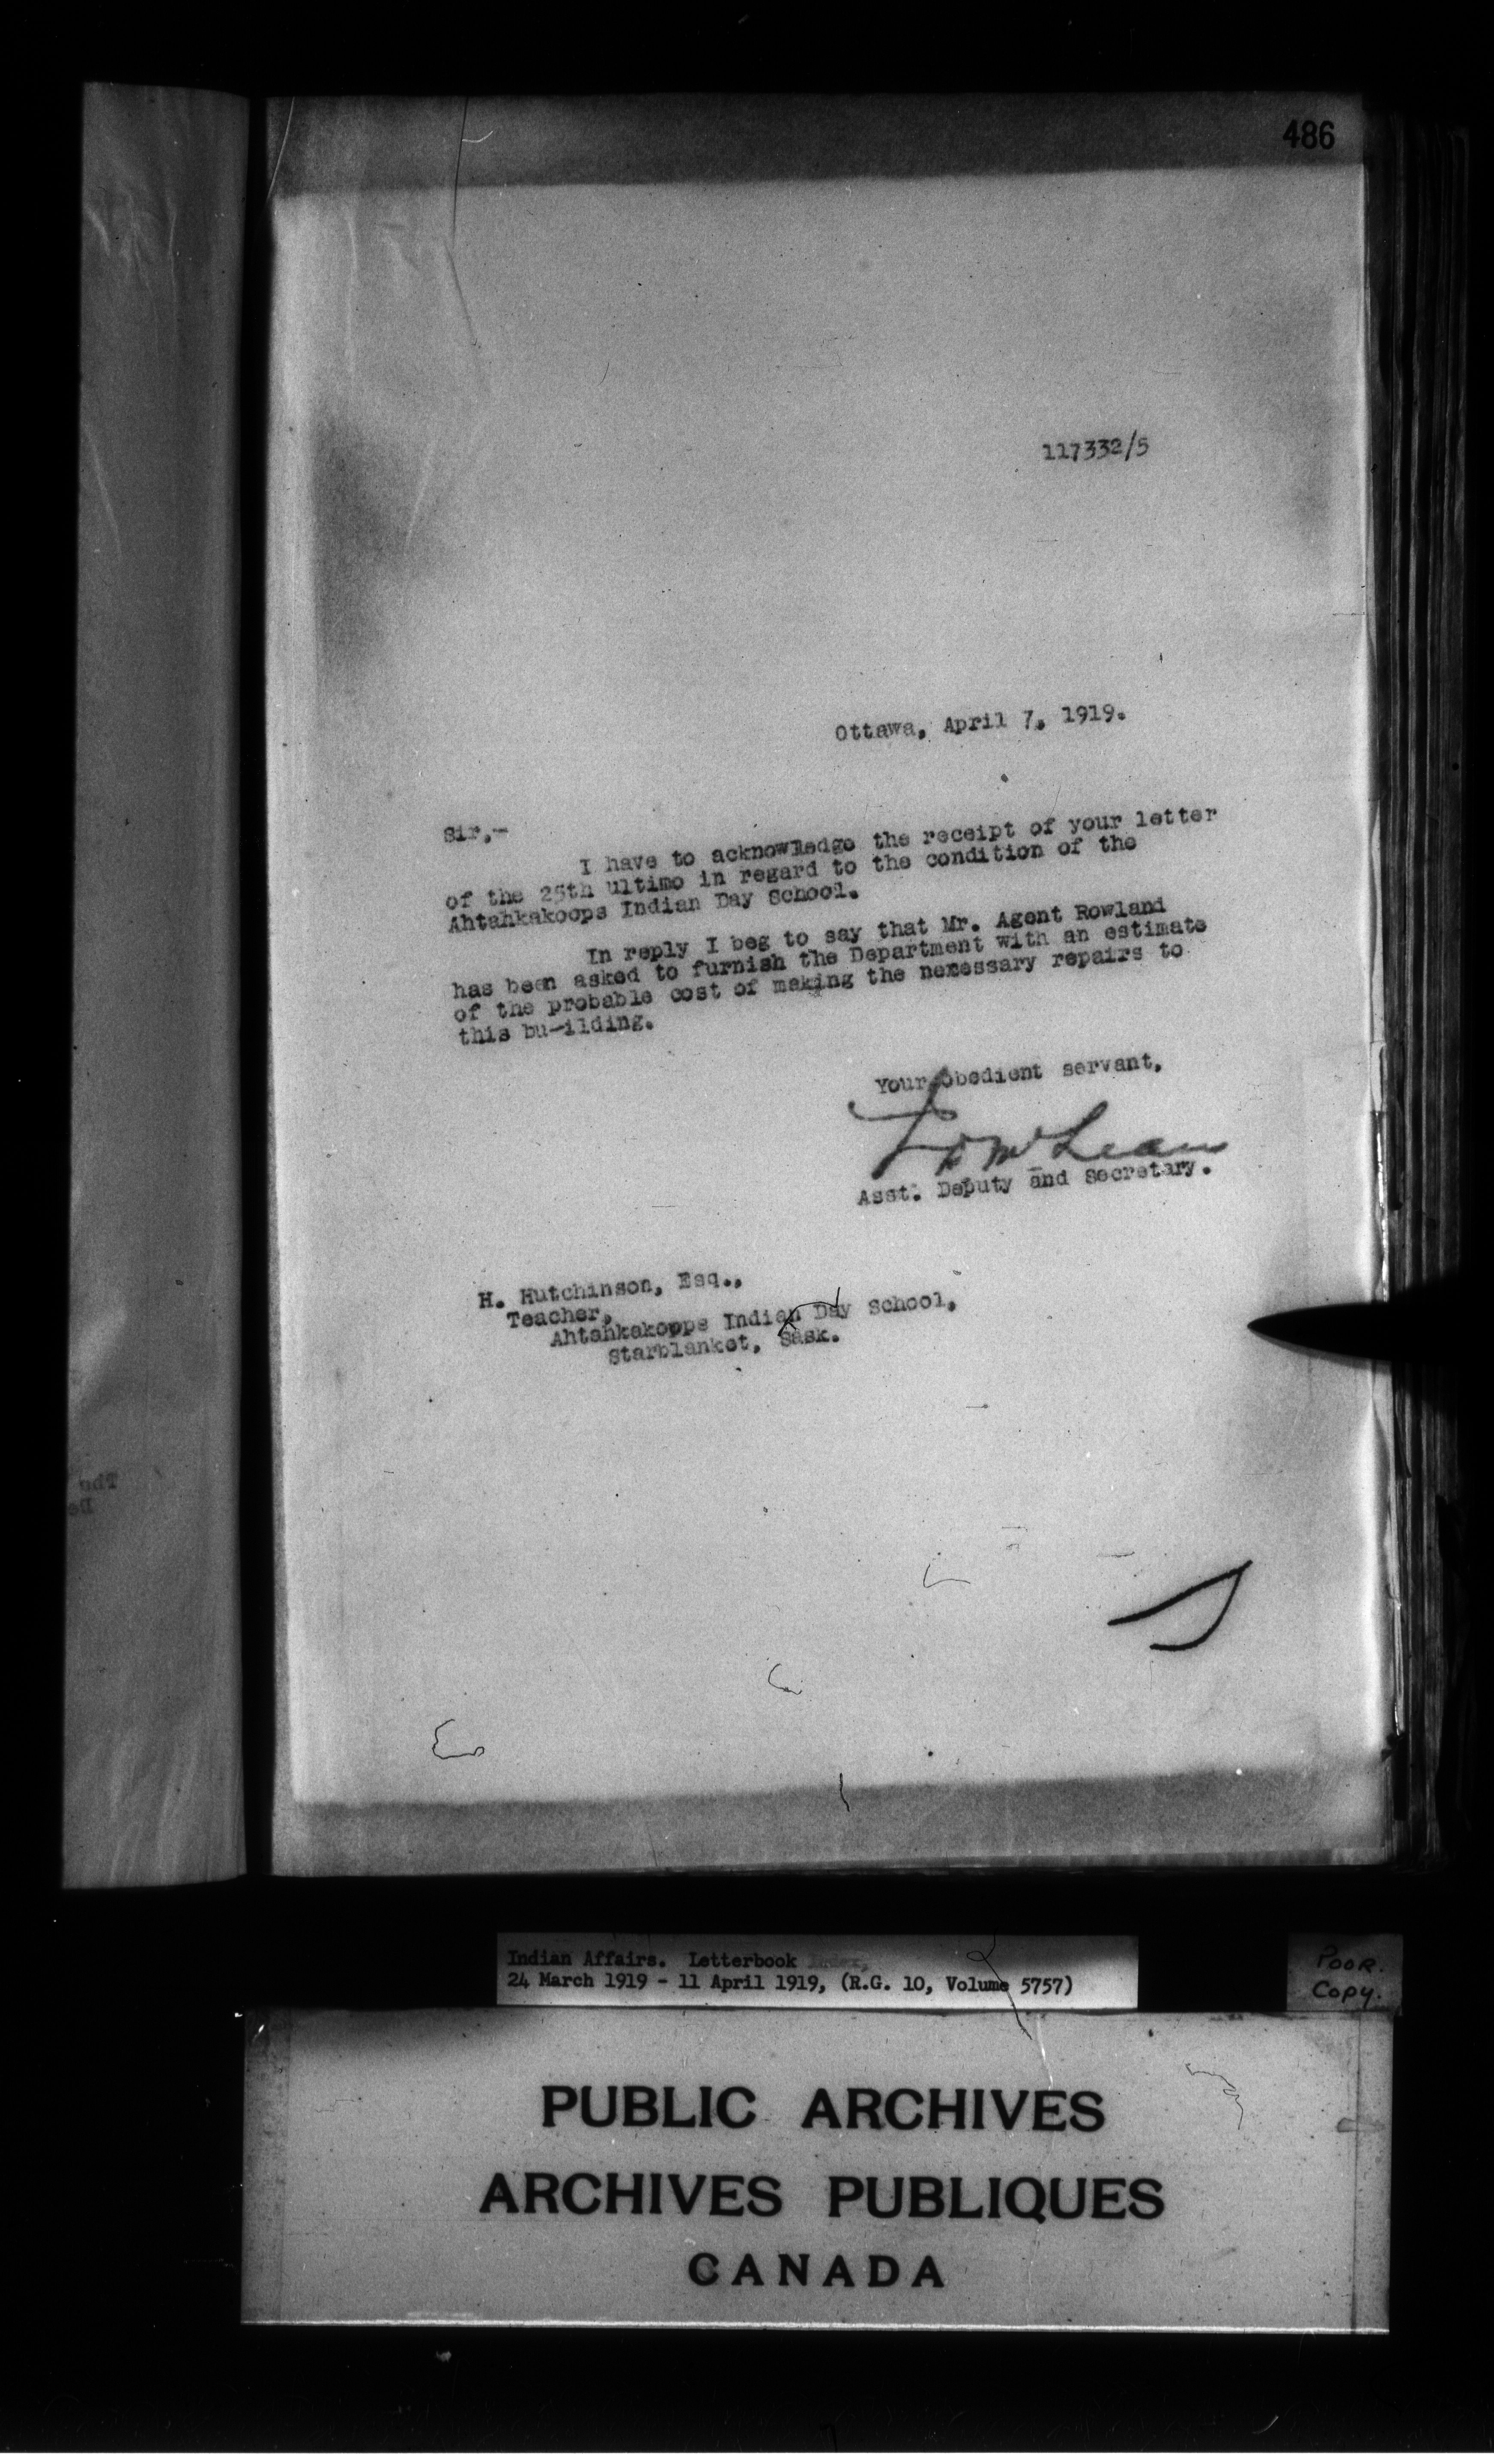 486
117332/5
Ottawa, April 7, 1919.
Sir,-
I have to acknowledge the receipt of your letter
of the 25th ultimo in regard to the condition of the
Ahtahkakoops Indian Day School.
In reply I beg to say that Mr. Agent Rowland
has been asked to furnish the Department with an estimate
of the probable cost of making the necessary repairs to
this bu-ilding.
Your obedient servant,
McLean
Asst. Deputy and Secretary.
H. Hutchinson, Esq.,
Teacher,
Ahtahkakoops Indian Day School,
Starblanket, Sask.
Indian Affairs. Letterbook
24 March 1919 - 11 April 1919, (R.G. 10, Volume 5757)
POOR.
Copy.
PUBLIC ARCHIVES
ARCHIVES PUBLIQUES
CANADA